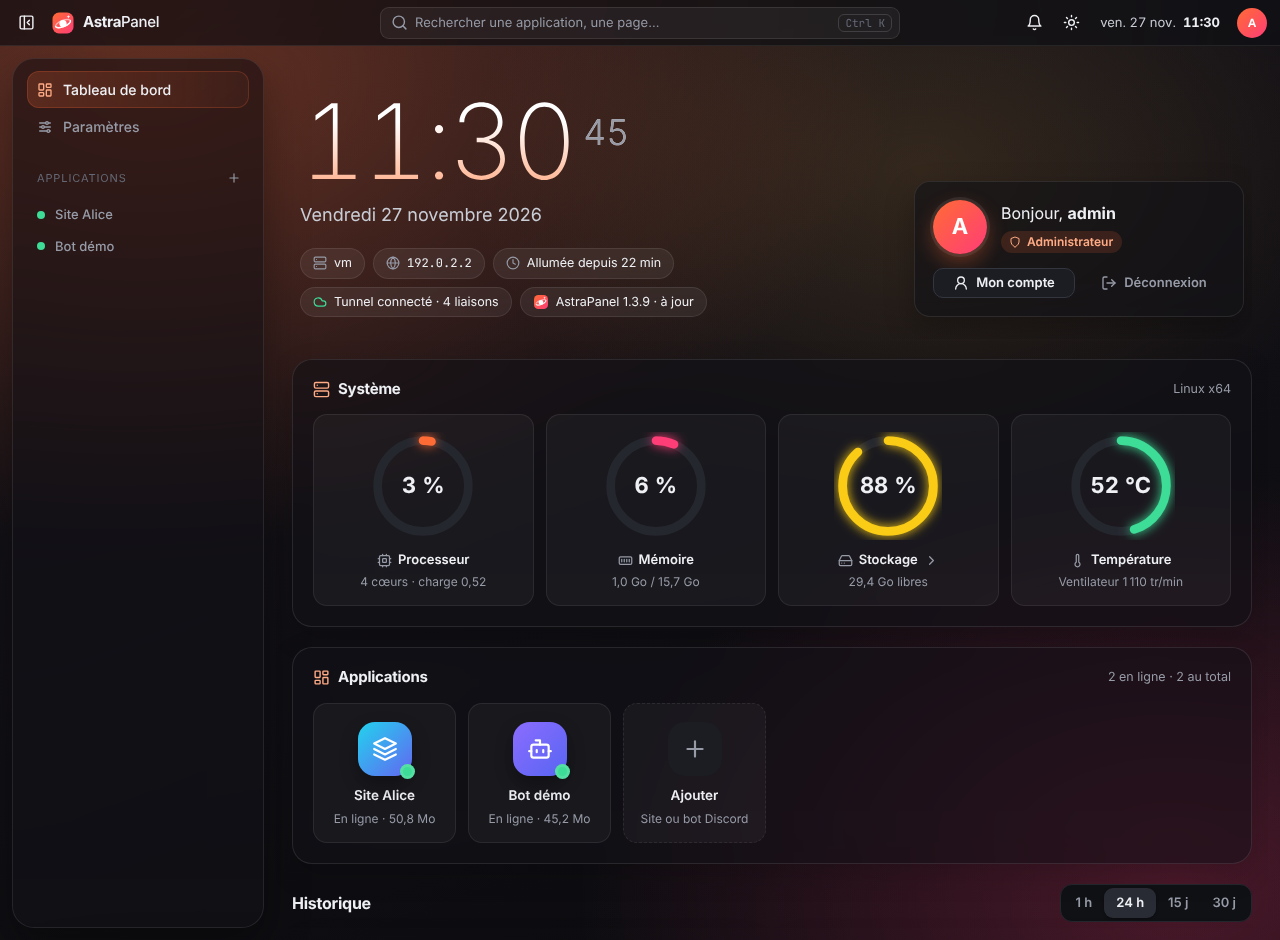 AstraPanel
Rechercher une application, une page...
Ctrl K
ven. 27 nov. 11:30
A
Tableau de bord
Paramètres
APPLICATIONS
Site Alice
Bot démo
11:30 45
Vendredi 27 novembre 2026
vm
192.0.2.2
Allumée depuis 22 min
Tunnel connecté · 4 liaisons
AstraPanel 1.3.9 · à jour
A
Bonjour, admin
Administrateur
Mon compte
Déconnexion
Système
Linux x64
3 %
Processeur
4 cœurs · charge 0,52
6 %
Mémoire
1,0 Go / 15,7 Go
88 %
Stockage
29,4 Go libres
52 °C
Température
Ventilateur 1 110 tr/min
Applications
2 en ligne · 2 au total
Site Alice
En ligne · 50,8 Mo
Bot démo
En ligne · 45,2 Mo
Ajouter
Site ou bot Discord
Historique
1 h
24 h
15 j
30 j